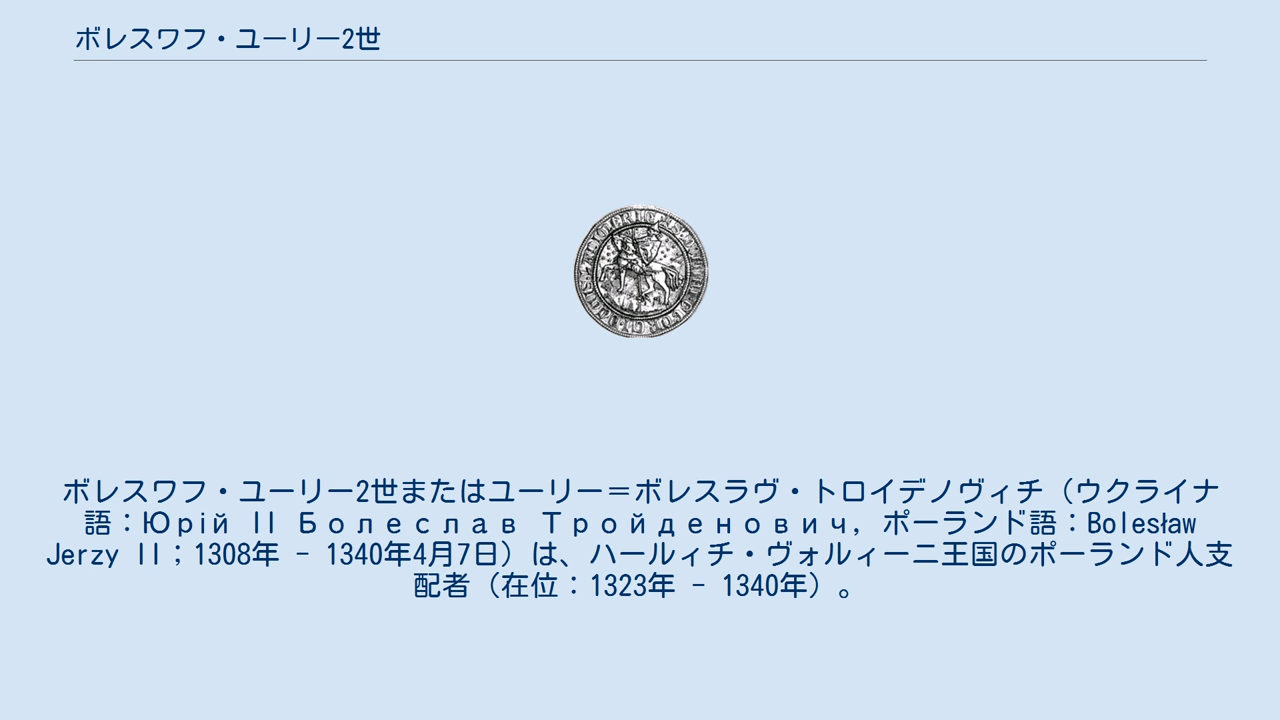 ボレスワフ・ユーリー2世
ボレスワフ・ユーリー2世またはユーリー＝ボレスラヴ・トロイデノヴィチ（ウクライナ
語：Юрій II Болеслав Тройденович, ポーランド語：Bolesław
Jerzy II；1308年 - 1340年4月7日）は、ハールィチ・ヴォルィーニ王国のポーランド人支
配者（在位：1323年 - 1340年）。